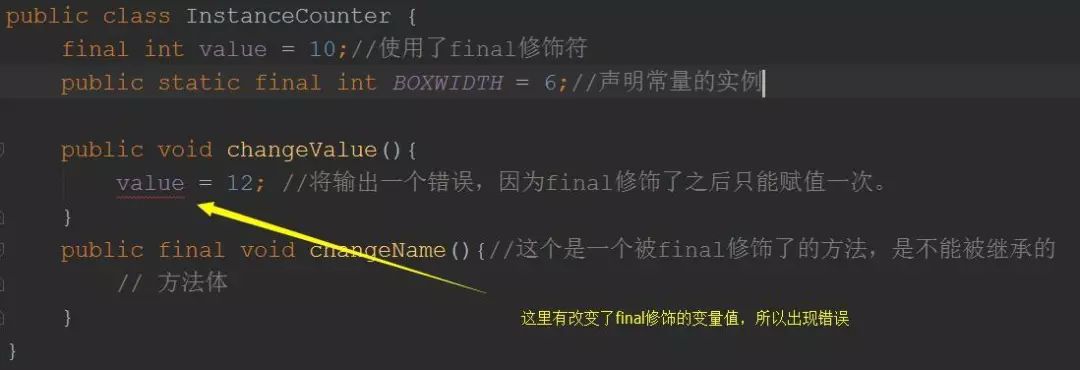 public class InstanceCounter {
final int value = 10;//使用了final修饰符
public static final int BOXWIDTH = 6;//声明常量的实例
public void changeValue(){
value = 12; //将输出一个错误，因为final修饰了之后只能赋值一次。
}
public final void changeName(){//这个是一个被final修饰了的方法，是不能被继承的
// 方法体
这里有改变了final修饰的变量值，所以出现错误
}
}